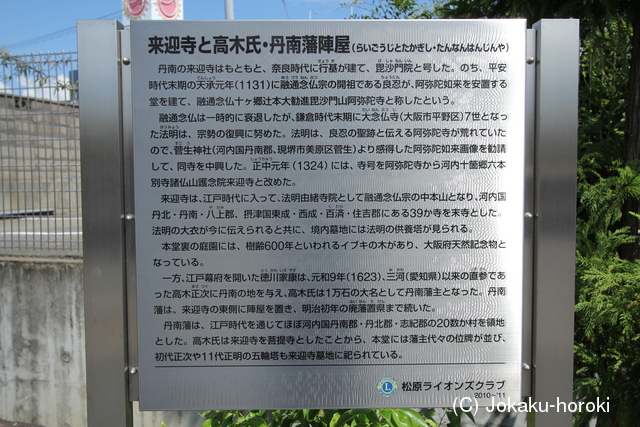 来迎寺と高木氏・丹南藩陣屋(らいごうじとたかぎし・たんなんはんじんや)
丹南の来迎寺はもともと、奈良時代に行基が建て、毘沙門院と号した。のち、平安
時代末期の天承元年(1131)に融通念仏宗の開祖である良忍が、阿弥陀如来を安置する
堂を建て、融通念仏十ヶ郷辻本大勧進毘沙門山阿弥陀寺と称したという。
融通念仏は一時的に衰退したが、鎌倉時代末期に大念仏寺(大阪市平野区)7世となっ
た法明は、宗勢の復興に努めた。法明は、良忍の聖跡と伝える阿弥陀寺が荒れていた
ので、菅生神社(河内国丹南郡、現堺市美原区菅生)より感得した阿弥陀如来画像を勧請
して、同寺を中興した。正中元年(1324)には、寺号を阿弥陀寺から河内十箇郷六本
別寺諸仏山護念院来迎寺と改めた。
来迎寺は、江戸時代に入って、法明由緒寺院として融通念仏宗の中本山となり、河内国
丹北・丹南・八上郡、摂津国東成・西成・百済・住吉郡にある39か寺を末寺とした。
法明の大衣が今に伝えられると共に、境内墓地には法明の供養塔が見られる。
本堂裏の庭園には、樹齢600年といわれるイブキの木があり、大阪府天然記念物と
なっている。
一方、江戸幕府を開いた徳川家康は、元和9年(1623)、三河(愛知県)以来の直参であ
った高木正次に丹南の地を与え、高木氏は1万石の大名として丹南藩主となった。丹南
藩は、来迎寺の東側に陣屋を置き、明治初年の廃藩置県まで続いた。
丹南藩は、江戸時代を通じてほぼ河内国丹南郡・丹北郡・志紀郡の20数か村を領地
とした。高木氏は来迎寺を菩提寺としたことから、本堂には藩主代々の位牌が並び、
初代正次や11代正明の五輪塔も来迎寺墓地に祀られている。
松原ライオンズクラブ
2010~'11
(C) Jokaku-horoki